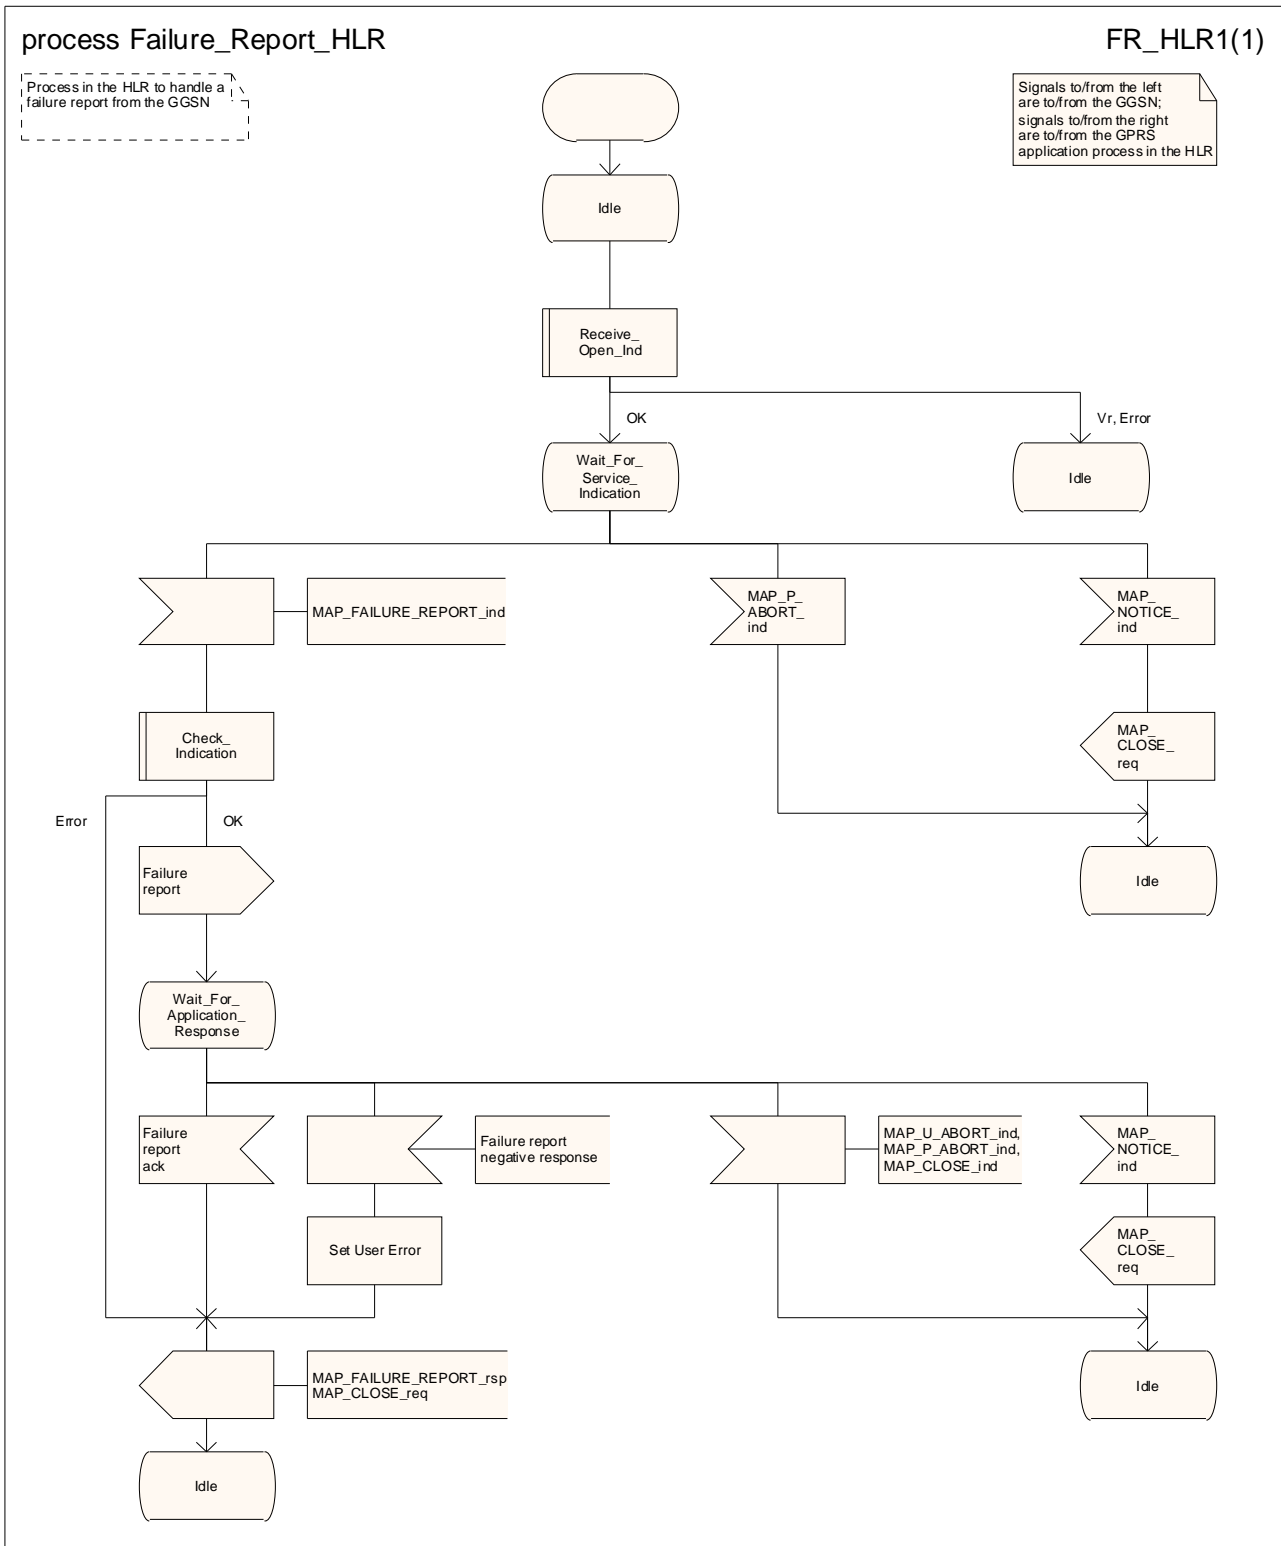 process Failure_Report_HLR
FR_HLR1(1)
Process in the HLR to handle a
failure report from the GGSN
Signals to/from the left
are to/from the GGSN;
signals to/from the right
are to/from the GPRS
application process in the HLR
Idle
Receive_
Open_Ind
OK
Vr, Error
Wait_For_
Service_
Indication
Idle
MAP_FAILURE_REPORT_ind
MAP_P_
ABORT_
ind
MAP_
NOTICE_
ind
Check_
Indication
MAP_
CLOSE_
req
Error
OK
Failure
report
Idle
Wait_For_
Application_
Response
Failure
report
ack
Failure report
negative response
MAP_U_ABORT_ind,
MAP_P_ABORT_ind,
MAP_CLOSE_ind
MAP_
NOTICE_
ind
Set User Error
MAP_
CLOSE_
req
MAP_FAILURE_REPORT_rsp
MAP_CLOSE_req
Idle
Idle